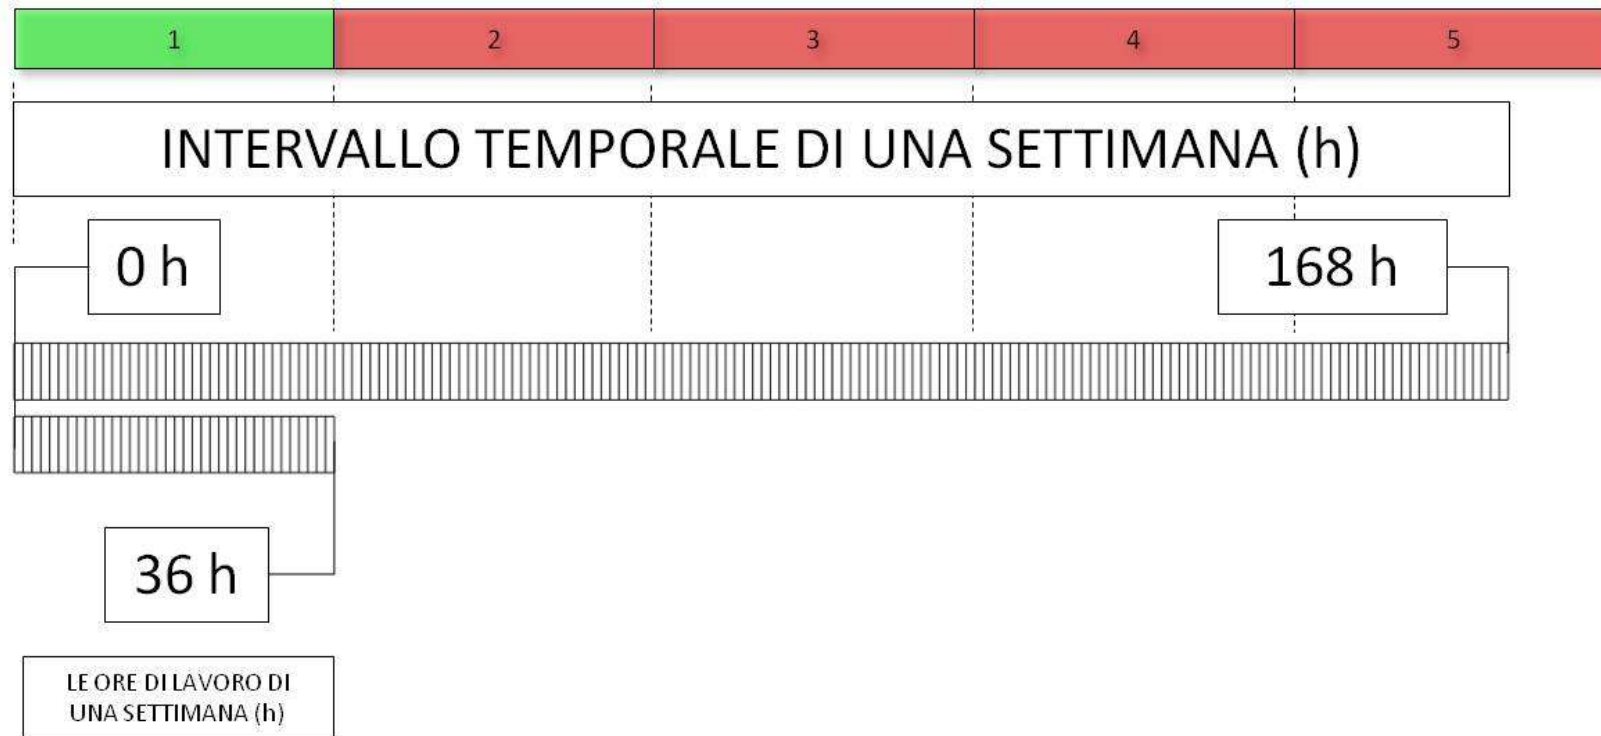 1 2 3 4 5
INTERVALLO TEMPORALE DI UNA SETTIMANA (h)
0 h 168 h
36 h
LE ORE DI LAVORO DI
UNA SETTIMANA (h)